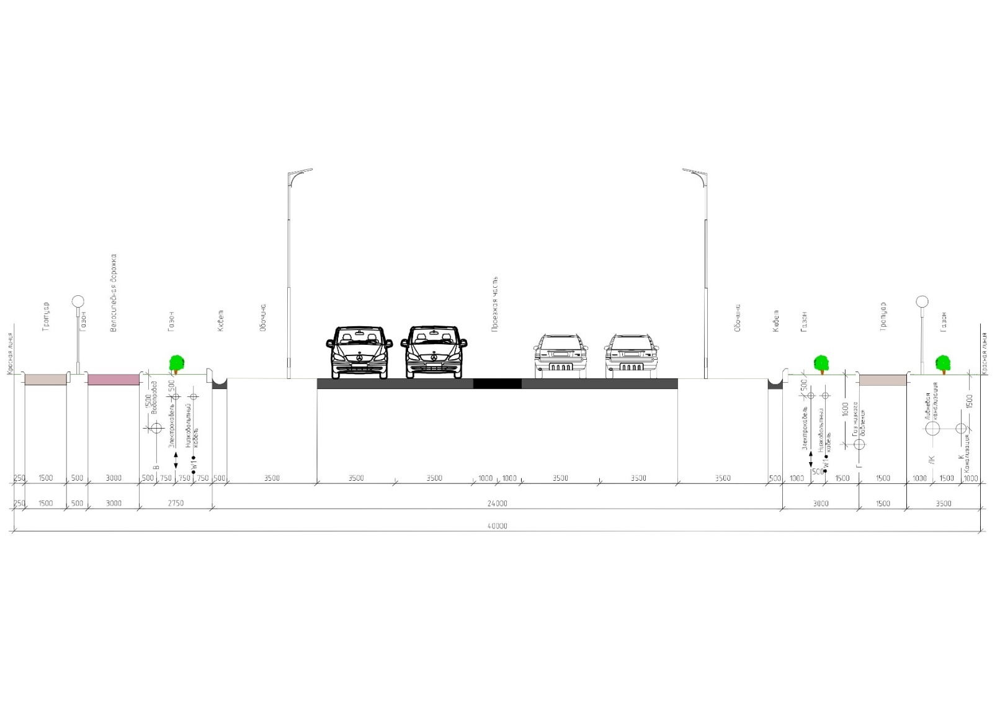 Красная линия
Тротуар
Газон
Велосипедная дорожка
Газон
Кювет
Обочина
Проезжая часть
Обочина
Кювет
Газон
Тротуар
Газон
Красная линия
1500
Водопровод
500
Электрокабель
Низковольтный
кабель
В
W1
500
Электрокабель
Низковольтный
кабель
W1
1600
Газ низкого
давления
Г
Ливневая
канализация
ЛК
1500
К
Канализация
250 1500 500 3000 500 750 750 750 500 3500 3500 3500 1000 1000 3500 3500 3500 500 1000 500 1500 1500 1000 1500 1000
250 1500 500 3000 2750 24000 3000 1500 3500
40000